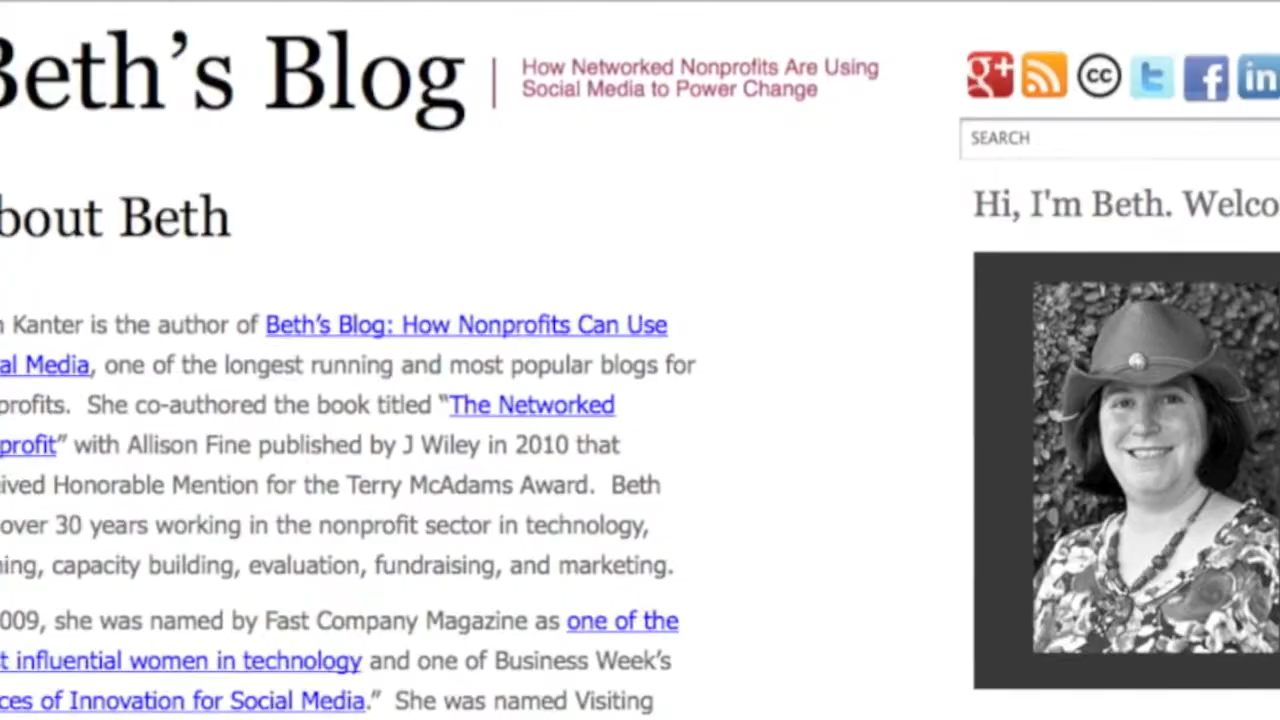 Beth's Blog
How Networked Nonprofits Are Using
Social Media to Power Change
g+
cc
t
f
in
SEARCH
bout Beth
Hi, I'm Beth. Welco
n Kanter is the author of Beth's Blog: How Nonprofits Can Use
al Media, one of the longest running and most popular blogs for
profits.  She co-authored the book titled “The Networked
profit” with Allison Fine published by J Wiley in 2010 that
ived Honorable Mention for the Terry McAdams Award.  Beth
over 30 years working in the nonprofit sector in technology,
ning, capacity building, evaluation, fundraising, and marketing.
009, she was named by Fast Company Magazine as one of the
t influential women in technology and one of Business Week's
ces of Innovation for Social Media.”  She was named Visiting